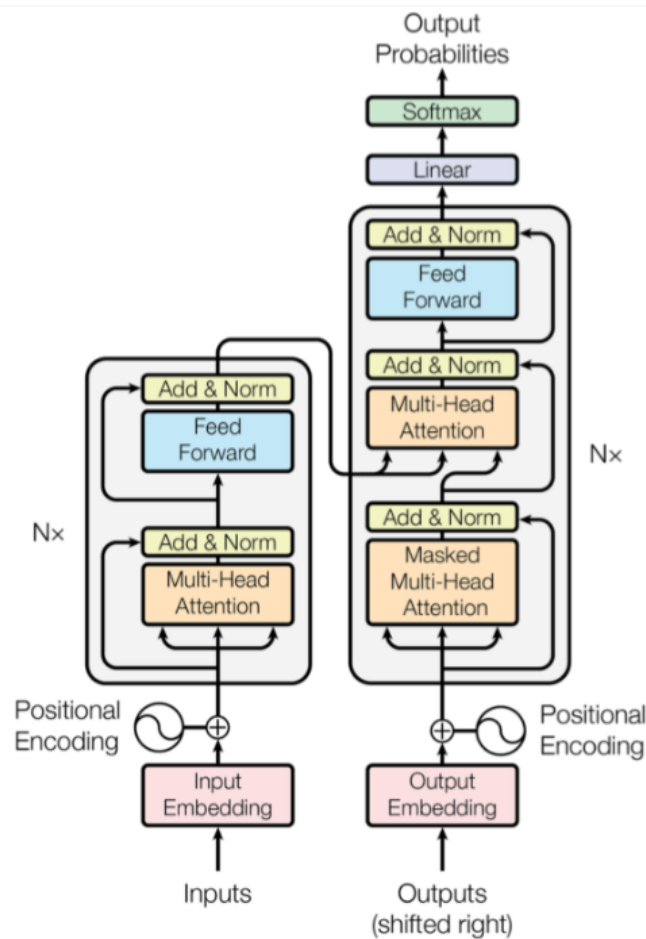 Output
Probabilities
Softmax
Linear
Add & Norm
Feed
Forward
Add & Norm
Multi-Head
Attention
Add & Norm
Masked
Multi-Head
Attention
Nx
Add & Norm
Feed
Forward
Add & Norm
Multi-Head
Attention
Nx
Positional
Encoding
Positional
Encoding
Input
Embedding
Output
Embedding
Inputs
Outputs
(shifted right)